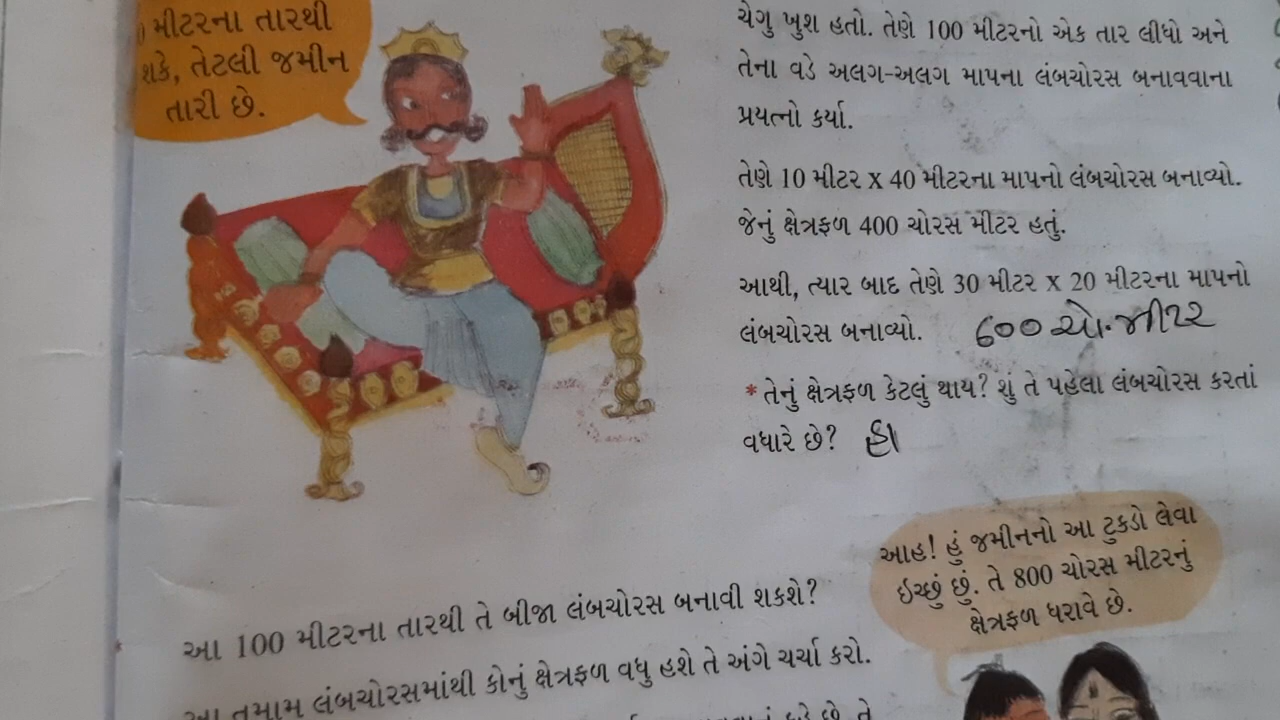 મીટરના તારથી
શકે, તેટલી જમીન
તારી છે.
ચેગુ ખુશ હતો. તેણે 100 મીટરનો એક તાર લીધો અને
તેના વડે અલગ-અલગ માપના લંબચોરસ બનાવવાના
પ્રયત્નો કર્યા.
તેણે 10 મીટર x 40 મીટરના માપનો લંબચોરસ બનાવ્યો.
જેનું ક્ષેત્રફળ 400 ચોરસ મીટર હતું.
આથી, ત્યાર બાદ તેણે 30 મીટર x 20 મીટરના માપનો
લંબચોરસ બનાવ્યો. ૬૦૦ ચો.મીટર
* તેનું ક્ષેત્રફળ કેટલું થાય? શું તે પહેલા લંબચોરસ કરતાં
વધારે છે? હા
આહ! હું જમીનનો આ ટુકડો લેવા
ઇચ્છું છું. તે 800 ચોરસ મીટરનું
ક્ષેત્રફળ ધરાવે છે.
* આ 100 મીટરના તારથી તે બીજા લંબચોરસ બનાવી શકશે?
આ તમામ લંબચોરસમાંથી કોનું ક્ષેત્રફળ વધુ હશે તે અંગે ચર્ચા કરો.